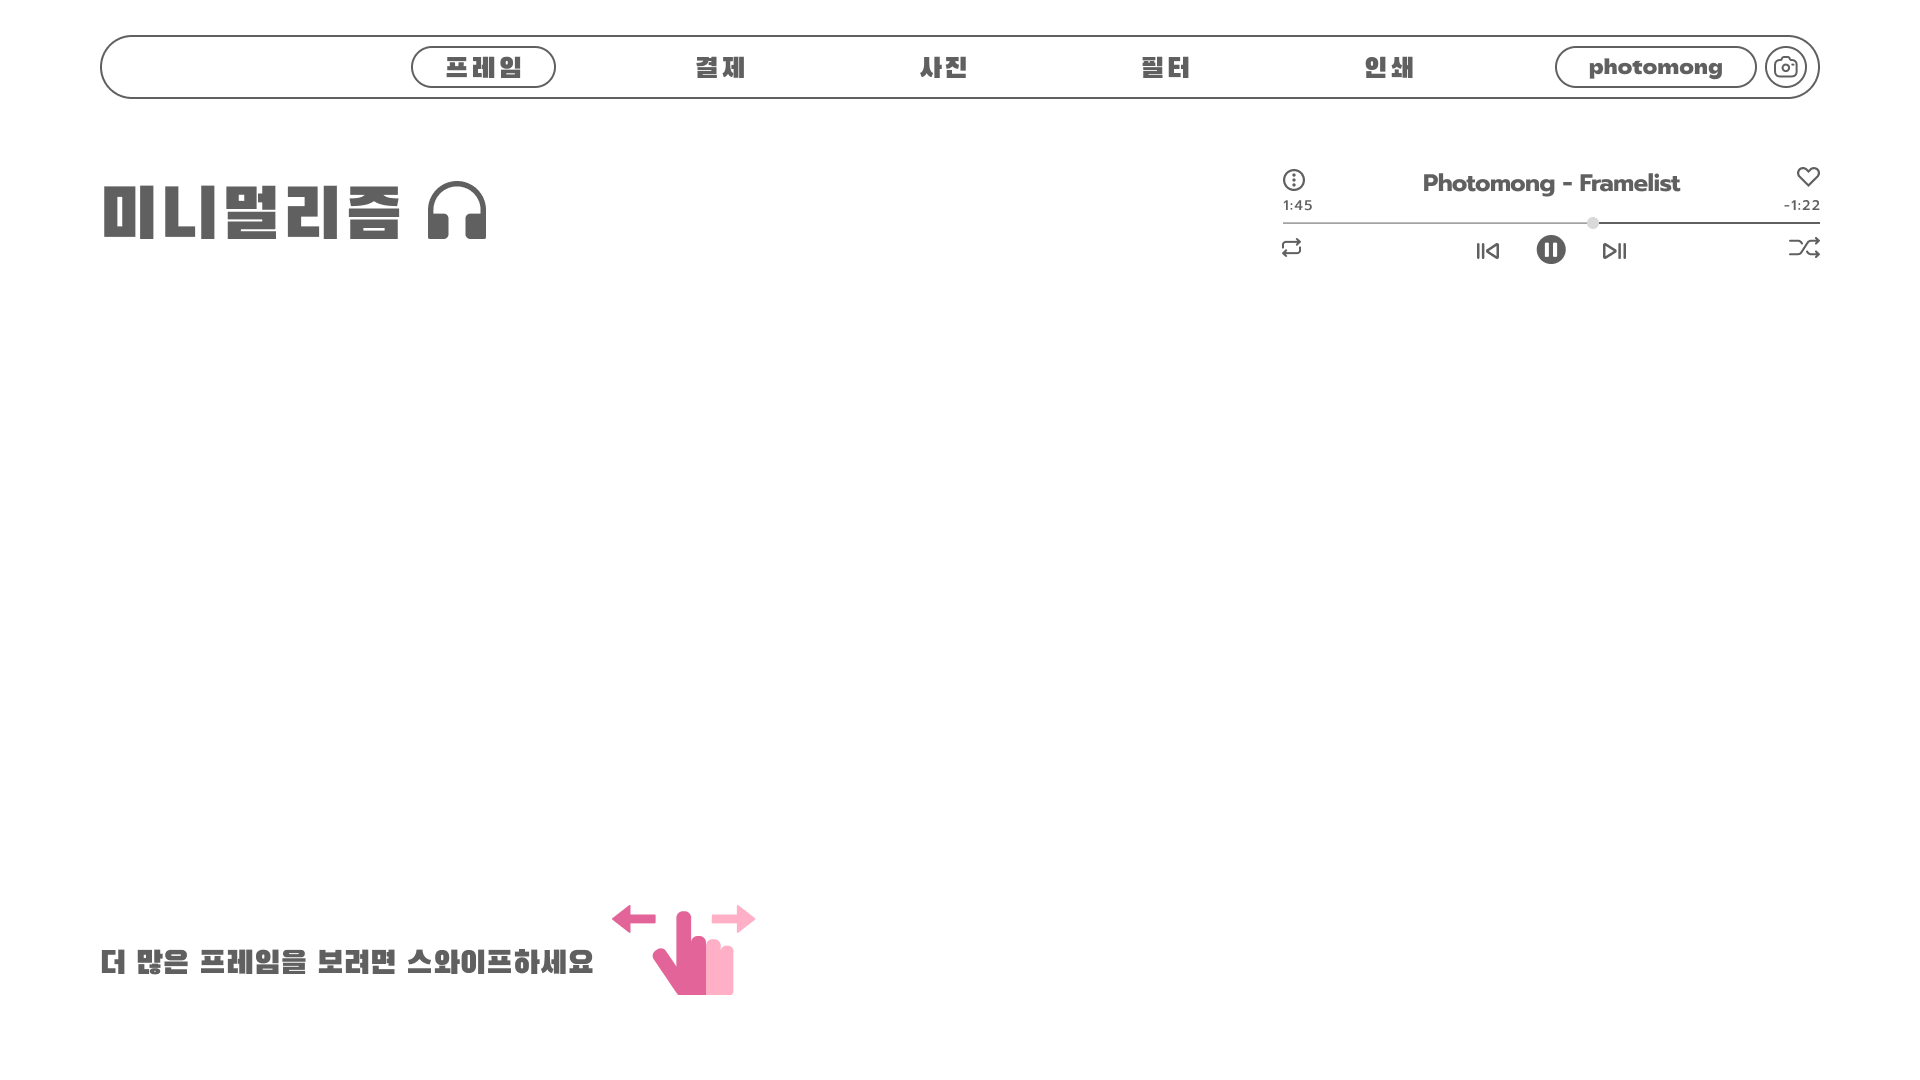 프레임 결제 사진 필터 인쇄 photomong
미니멀리즘
Photomong - Framelist
1:45 -1:22
더 많은 프레임을 보려면 스와이프하세요